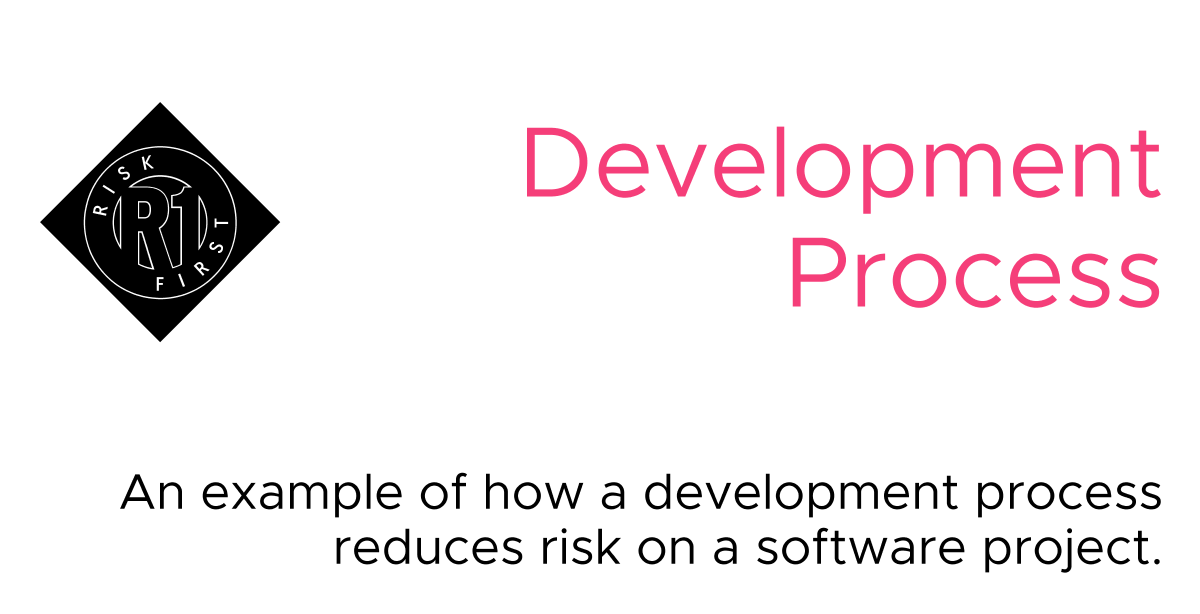 RISK
R1
FIRST
Development
Process
An example of how a development process
reduces risk on a software project.